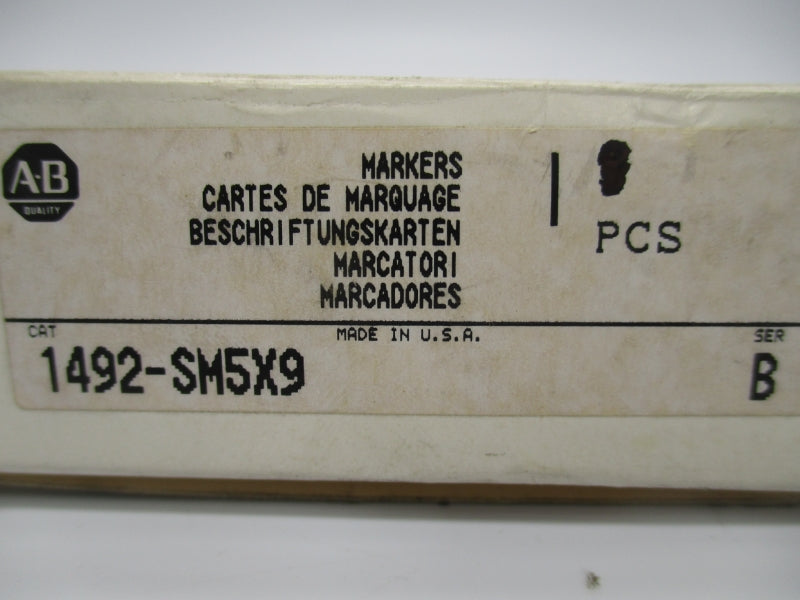 A-B
QUALITY
MARKERS
CARTES DE MARQUAGE
BESCHRIFTUNGSKARTEN
MARCATORI
MARCADORES
PCS
CAT
MADE IN U.S.A.
SER
1492-SM5X9
B